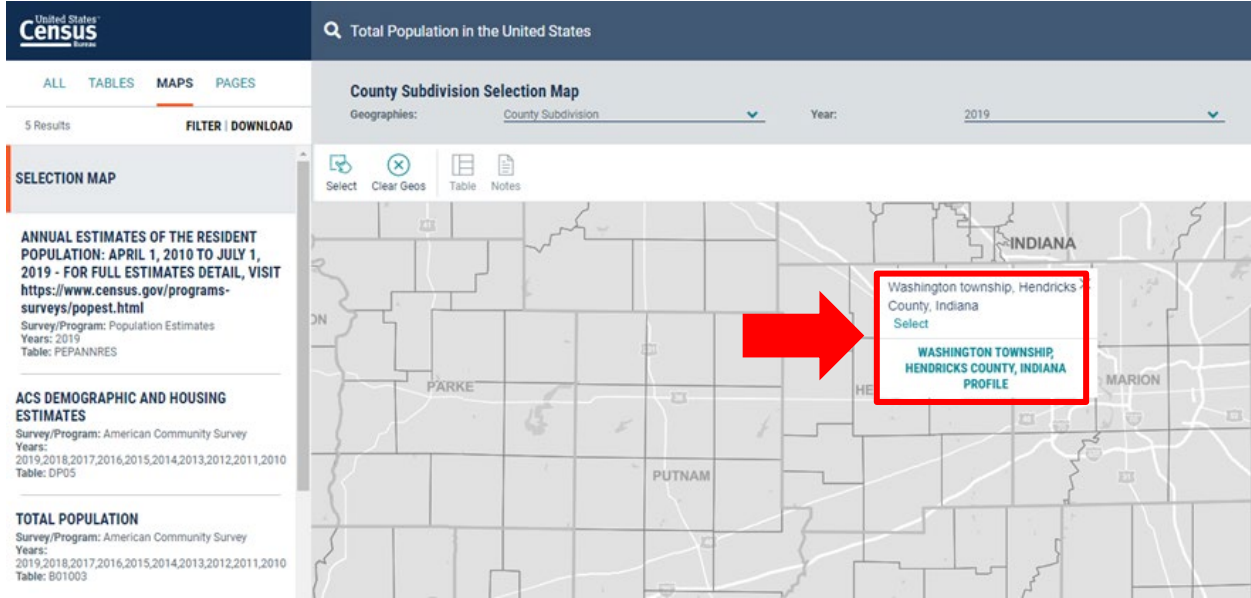 United States®
Census
Bureau
Total Population in the United States
ALL TABLES MAPS PAGES
5 Results FILTER | DOWNLOAD
SELECTION MAP
ANNUAL ESTIMATES OF THE RESIDENT
POPULATION: APRIL 1, 2010 TO JULY 1,
2019 - FOR FULL ESTIMATES DETAIL, VISIT
https://www.census.gov/programs-
surveys/popest.html
Survey/Program: Population Estimates
Years: 2019
Table: PEPANNRES
ACS DEMOGRAPHIC AND HOUSING
ESTIMATES
Survey/Program: American Community Survey
Years:
2019,2018,2017,2016,2015,2014,2013,2012,2011,2010
Table: DP05
TOTAL POPULATION
Survey/Program: American Community Survey
Years:
2019,2018,2017,2016,2015,2014,2013,2012,2011,2010
Table: B01003
County Subdivision Selection Map
Geographies: County Subdivision Year: 2019
Select Clear Geos Table Notes
INDIANA
Washington township, Hendricks
County, Indiana
Select
WASHINGTON TOWNSHIP,
HENDRICKS COUNTY, INDIANA
PROFILE
ON
PARKE
HE
MARION
PUTNAM